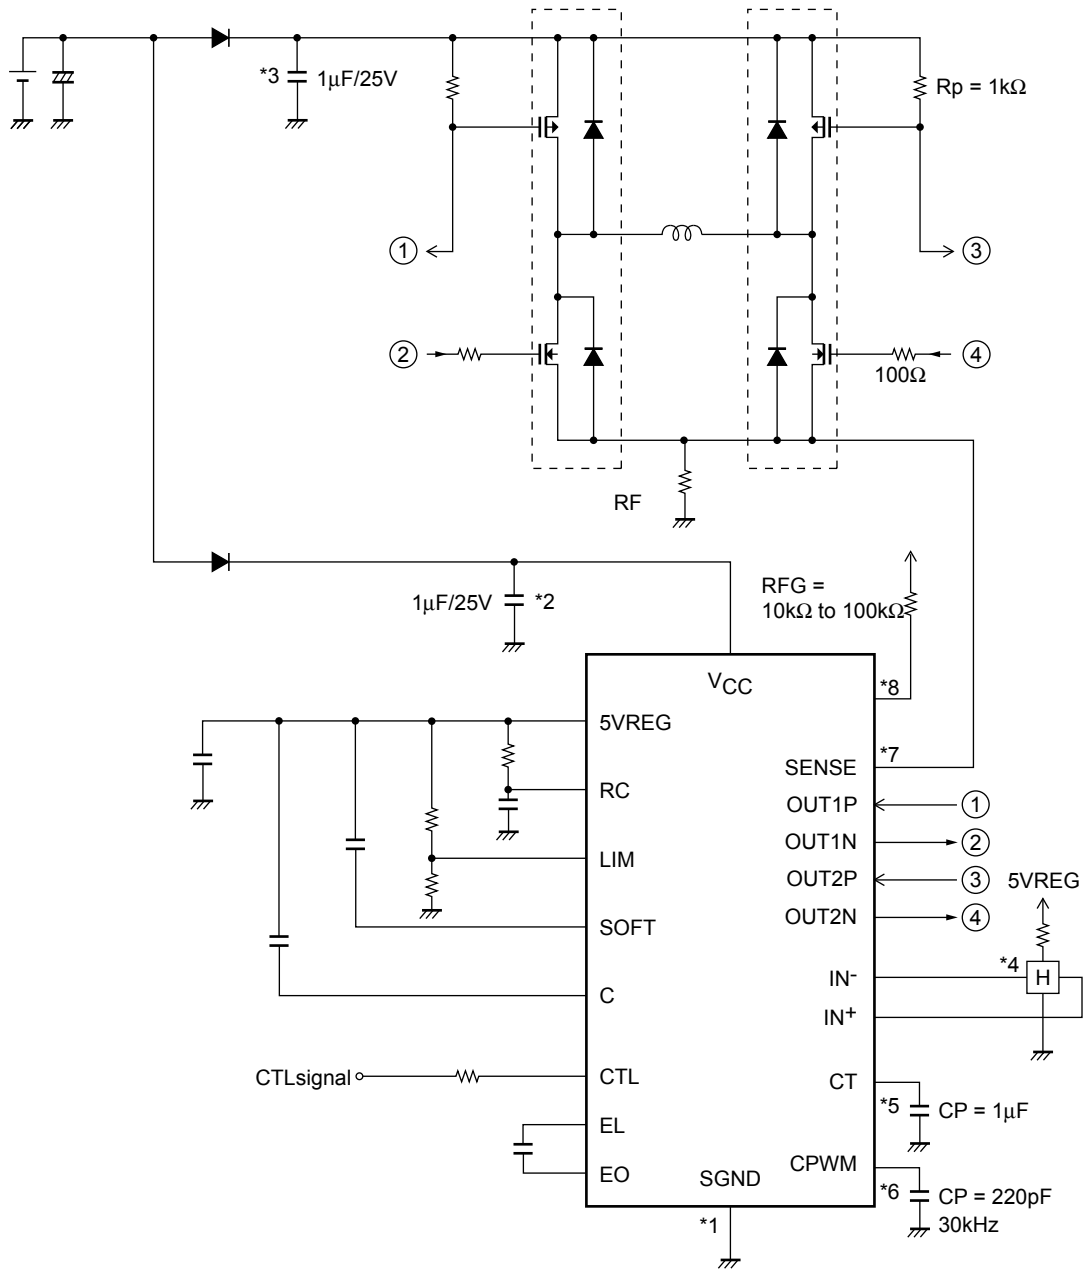 *3 1μF/25V
Rp = 1kΩ
1
3
2
4
100Ω
RF
RFG =
10kΩ to 100kΩ
1μF/25V *2
VCC
*8
5VREG
*7
SENSE
RC
OUT1P
1
OUT1N
2
LIM
OUT2P
3
5VREG
OUT2N
4
SOFT
*4
H
IN-
C
IN+
CTLsignal
CTL
CT
*5
CP = 1μF
EL
CPWM
EO
SGND
*6
CP = 220pF
30kHz
*1